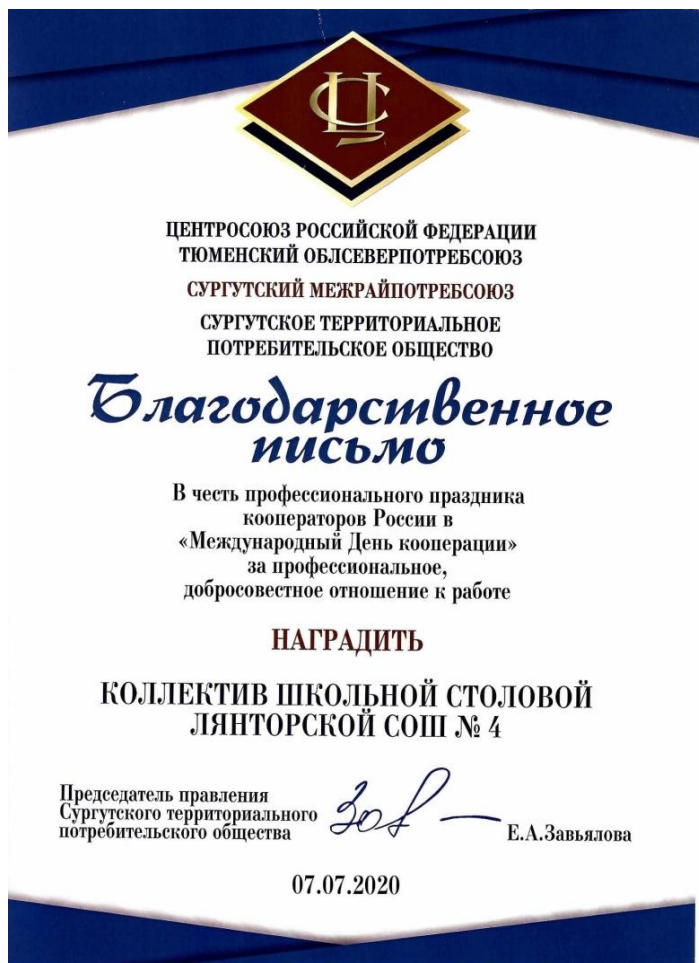 ЦС
ЦЕНТРОСОЮЗ РОССИЙСКОЙ ФЕДЕРАЦИИ
ТЮМЕНСКИЙ ОБЛСЕВЕРПОТРЕБСОЮЗ
СУРГУТСКИЙ МЕЖРАЙПОТРЕБСОЮЗ
СУРГУТСКОЕ ТЕРРИТОРИАЛЬНОЕ
ПОТРЕБИТЕЛЬСКОЕ ОБЩЕСТВО
Благодарственное
письмо
В честь профессионального праздника
кооператоров России в
«Международный День кооперации»
за профессиональное,
добросовестное отношение к работе
НАГРАДИТЬ
КОЛЛЕКТИВ ШКОЛЬНОЙ СТОЛОВОЙ
ЛЯНТОРСКОЙ СОШ № 4
Председатель правления
Сургутского территориального
потребительского общества
Е.А.Завьялова
07.07.2020